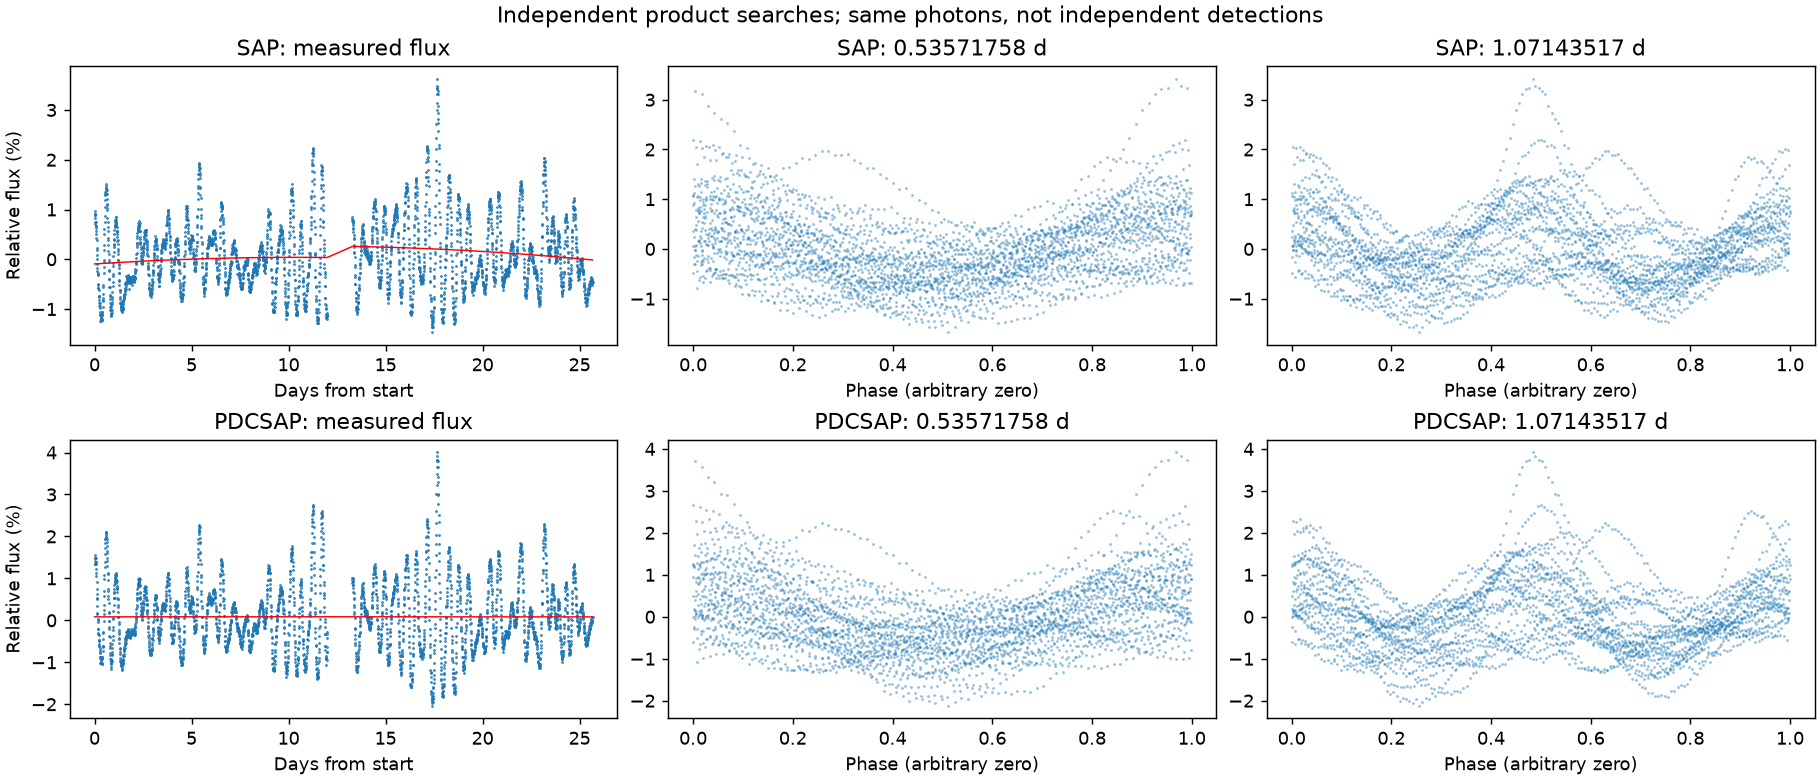 Independent product searches; same photons, not independent detections
SAP: measured flux
SAP: 0.53571758 d
SAP: 1.07143517 d
Relative flux (%)
3
2
1
0
−1
3
2
1
0
−1
3
2
1
0
−1
0 5 10 15 20 25
0.0 0.2 0.4 0.6 0.8 1.0
0.0 0.2 0.4 0.6 0.8 1.0
Days from start
Phase (arbitrary zero)
Phase (arbitrary zero)
PDCSAP: measured flux
PDCSAP: 0.53571758 d
PDCSAP: 1.07143517 d
Relative flux (%)
4
3
2
1
0
−1
−2
4
3
2
1
0
−1
−2
4
3
2
1
0
−1
−2
0 5 10 15 20 25
0.0 0.2 0.4 0.6 0.8 1.0
0.0 0.2 0.4 0.6 0.8 1.0
Days from start
Phase (arbitrary zero)
Phase (arbitrary zero)